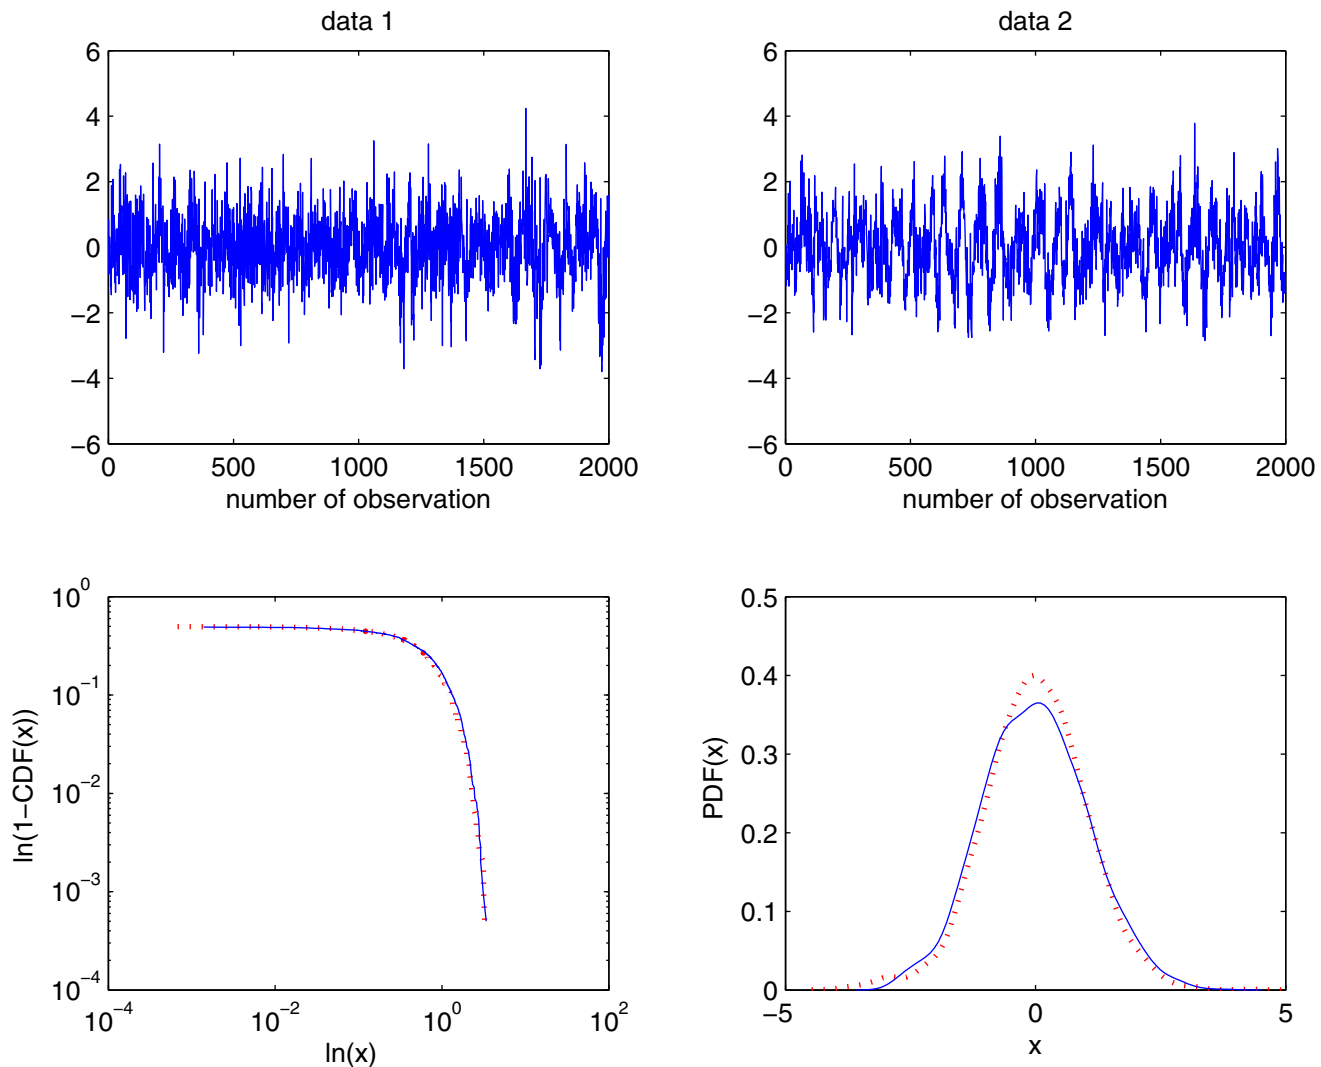 data 1
6
4
2
0
−2
−4
−6
0 500 1000 1500 2000
number of observation
data 2
6
4
2
0
−2
−4
−6
0 500 1000 1500 2000
number of observation
ln(1−CDF(x))
10^0
10^−1
10^−2
10^−3
10^−4
10^−4 10^−2 10^0 10^2
ln(x)
PDF(x)
0.5
0.4
0.3
0.2
0.1
0
−5 0 5
x